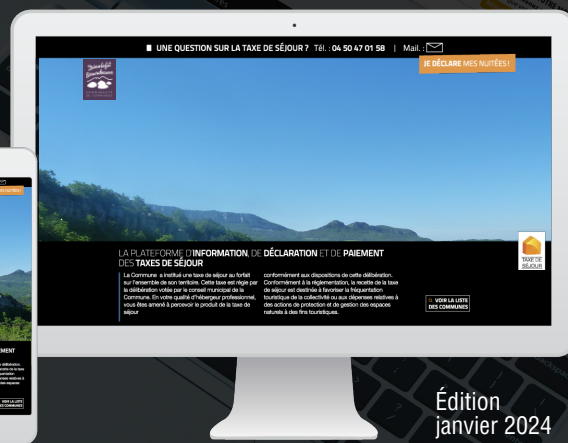 UNE QUESTION SUR LA TAXE DE SÉJOUR ? Tél. : 04 50 47 01 58 | Mail. :
JE DÉCLARE MES NUITÉES !
LA PLATEFORME D'INFORMATION, DE DÉCLARATION ET DE PAIEMENT
DES TAXES DE SÉJOUR
La Commune a institué une taxe de séjour au forfait
sur l'ensemble de son territoire. Cette taxe est régie par
la délibération votée par le conseil municipal de la
Commune. En votre qualité d'hébergeur professionnel,
vous êtes amené à percevoir le produit de la taxe de
séjour
conformément aux dispositions de cette délibération.
Conformément à la réglementation, la recette de la taxe
de séjour est destinée à favoriser la fréquentation
touristique de la collectivité ou aux dépenses relatives à
des actions de protection et de gestion des espaces
naturels à des fins touristiques.
TAXE DE
SÉJOUR
VOIR LA LISTE
DES COMMUNES
Édition
janvier 2024